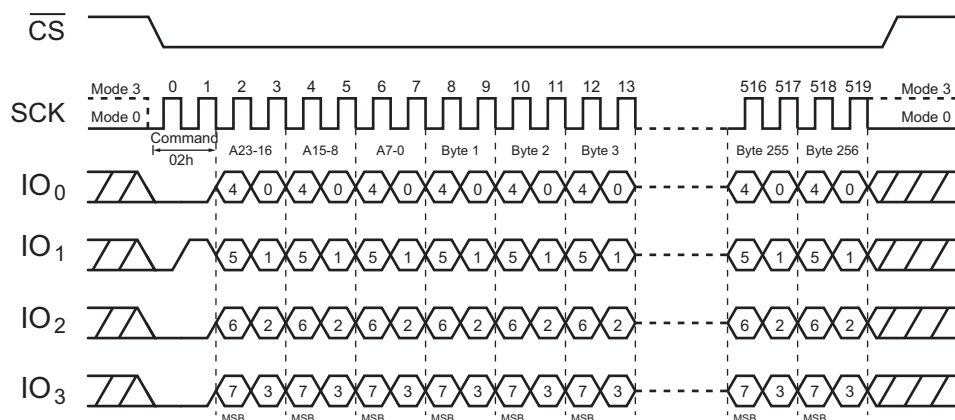 CS
0 1 2 3 4 5 6 7 8 9 10 11 12 13 516 517 518 519
Mode 3 Mode 3
SCK
Mode 0 Mode 0
Command
02h A23-16 A15-8 A7-0 Byte 1 Byte 2 Byte 3 Byte 255 Byte 256
IO0 4 0 4 0 4 0 4 0 4 0 4 0 4 0 4 0
IO1 5 1 5 1 5 1 5 1 5 1 5 1 5 1 5 1
IO2 6 2 6 2 6 2 6 2 6 2 6 2 6 2 6 2
IO3 7 3 7 3 7 3 7 3 7 3 7 3 7 3 7 3
MSB MSB MSB MSB MSB MSB MSB MSB